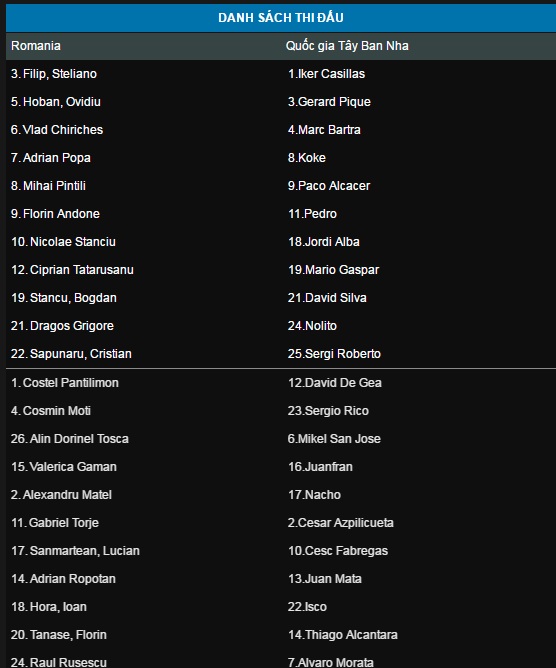 DANH SÁCH THI ĐẤU
Romania Quốc gia Tây Ban Nha
3. Filip, Steliano 1.Iker Casillas
5. Hoban, Ovidiu 3.Gerard Pique
6. Vlad Chiriches 4.Marc Bartra
7. Adrian Popa 8.Koke
8. Mihai Pintili 9.Paco Alcacer
9. Florin Andone 11.Pedro
10. Nicolae Stanciu 18.Jordi Alba
12. Ciprian Tatarusanu 19.Mario Gaspar
19. Stancu, Bogdan 21.David Silva
21. Dragos Grigore 24.Nolito
22. Sapunaru, Cristian 25.Sergi Roberto
1. Costel Pantilimon 12.David De Gea
4. Cosmin Moti 23.Sergio Rico
26. Alin Dorinel Tosca 6.Mikel San Jose
15. Valerica Gaman 16.Juanfran
2. Alexandru Matel 17.Nacho
11. Gabriel Torje 2.Cesar Azpilicueta
17. Sanmartean, Lucian 10.Cesc Fabregas
14. Adrian Ropotan 13.Juan Mata
18. Hora, Ioan 22.Isco
20. Tanase, Florin 14.Thiago Alcantara
24. Raul Rusescu 7.Alvaro Morata